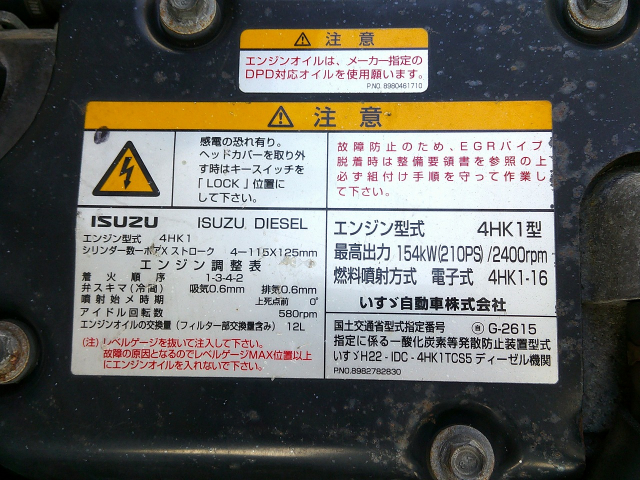 注意
エンジンオイルは、メーカー指定の
DPD対応オイルを使用願います。
P.NO. 8980461710
注意
感電の恐れ有り。
ヘッドカバーを取り外
す時はキースイッチを
「LOCK」位置に
して下さい。
故障防止のため、EGRパイプ
脱着時は整備要領書を参照の上
必ず組付け手順を守って作業し
て下さい。
ISUZU ISUZU DIESEL
エンジン型式 4HK1
シリンダー数ーボアXストローク 4ー115X125mm
エンジン調整表
着火順序 1-3-4-2
弁スキマ(冷間) 吸気0.6mm 排気0.6mm
噴射始メ時期 上死点前 0°
アイドル回転数 580rpm
エンジンオイルの交換量(フィルター部交換量含み) 12L
(注)レベルゲージを抜いて注入して下さい。
故障の原因となるのでレベルゲージMAX位置以上
にエンジンオイルを入れないで下さい。
エンジン型式 4HK1型
最高出力 154kW(210PS)/2400rpm
燃料噴射方式 電子式 4HK1-16
いすゞ自動車株式会社
国土交通省型式指定番号 自 G-2615
指定に係る一酸化炭素等発散防止装置型式
いすゞH22-IDC-4HK1TCS5 ディーゼル機関
P.NO.8982782830